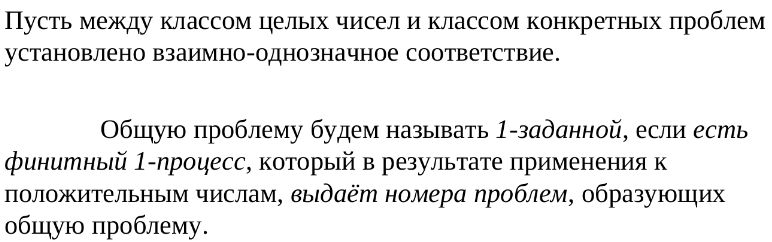 Пусть между классом целых чисел и классом конкретных проблем
установлено взаимно-однозначное соответствие.
Общую проблему будем называть 1-заданной, если есть
финитный 1-процесс, который в результате применения к
положительным числам, выдаёт номера проблем, образующих
общую проблему.